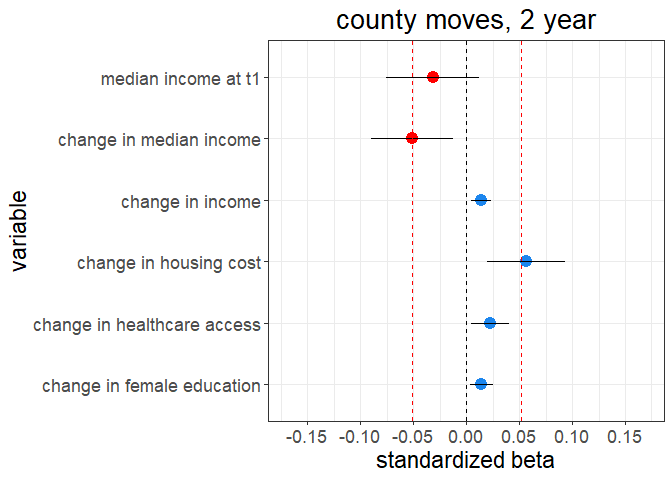 county moves, 2 year
median income at t1
change in median income
change in income
change in housing cost
change in healthcare access
change in female education
variable
-0.15 -0.10 -0.05 0.00 0.05 0.10 0.15
standardized beta